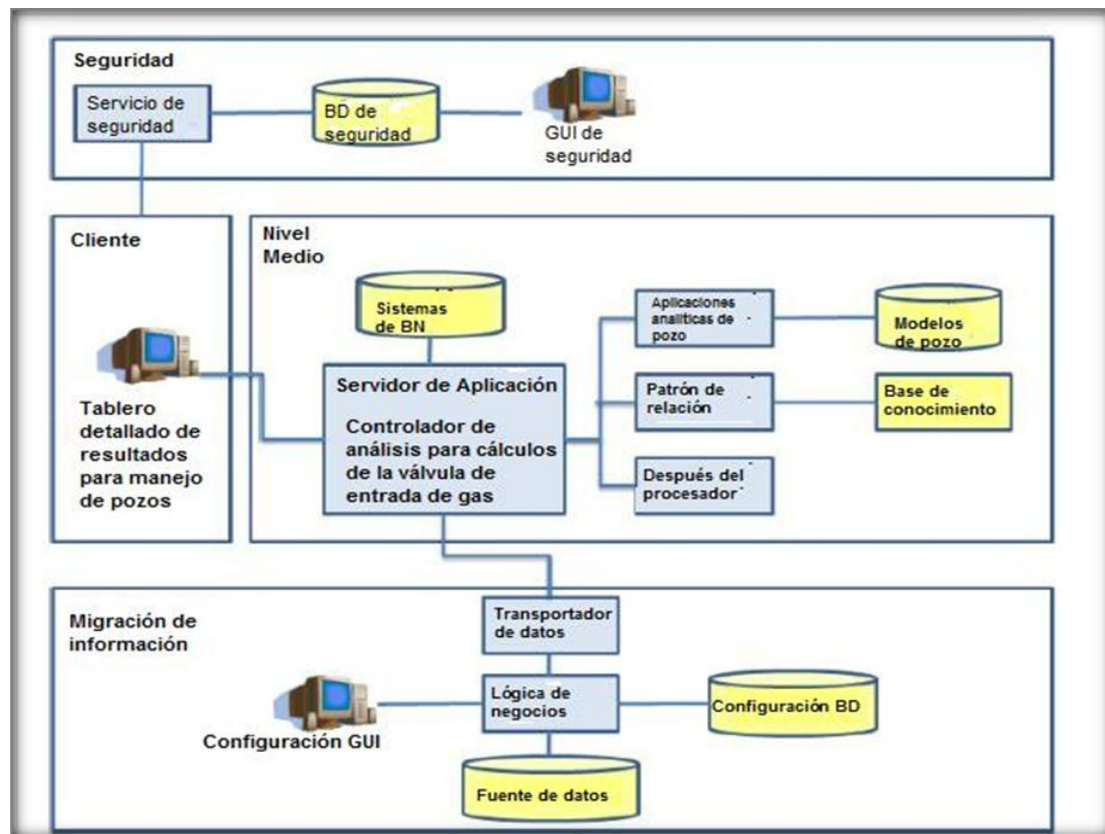 Seguridad
Servicio de
seguridad
BD de
seguridad
GUI de
seguridad
Cliente
Tablero
detallado de
resultados
para manejo
de pozos
Nivel
Medio
Sistemas
de BN
Servidor de Aplicación
Controlador de
análisis para cálculos
de la válvula de
entrada de gas
Aplicaciones
analíticas de
pozo
Modelos
de pozo
Patrón de
relación
Base de
conocimiento
Después del
procesador
Migración de
información
Transportador
de datos
Lógica de
negocios
Configuración GUI
Configuración BD
Fuente de datos